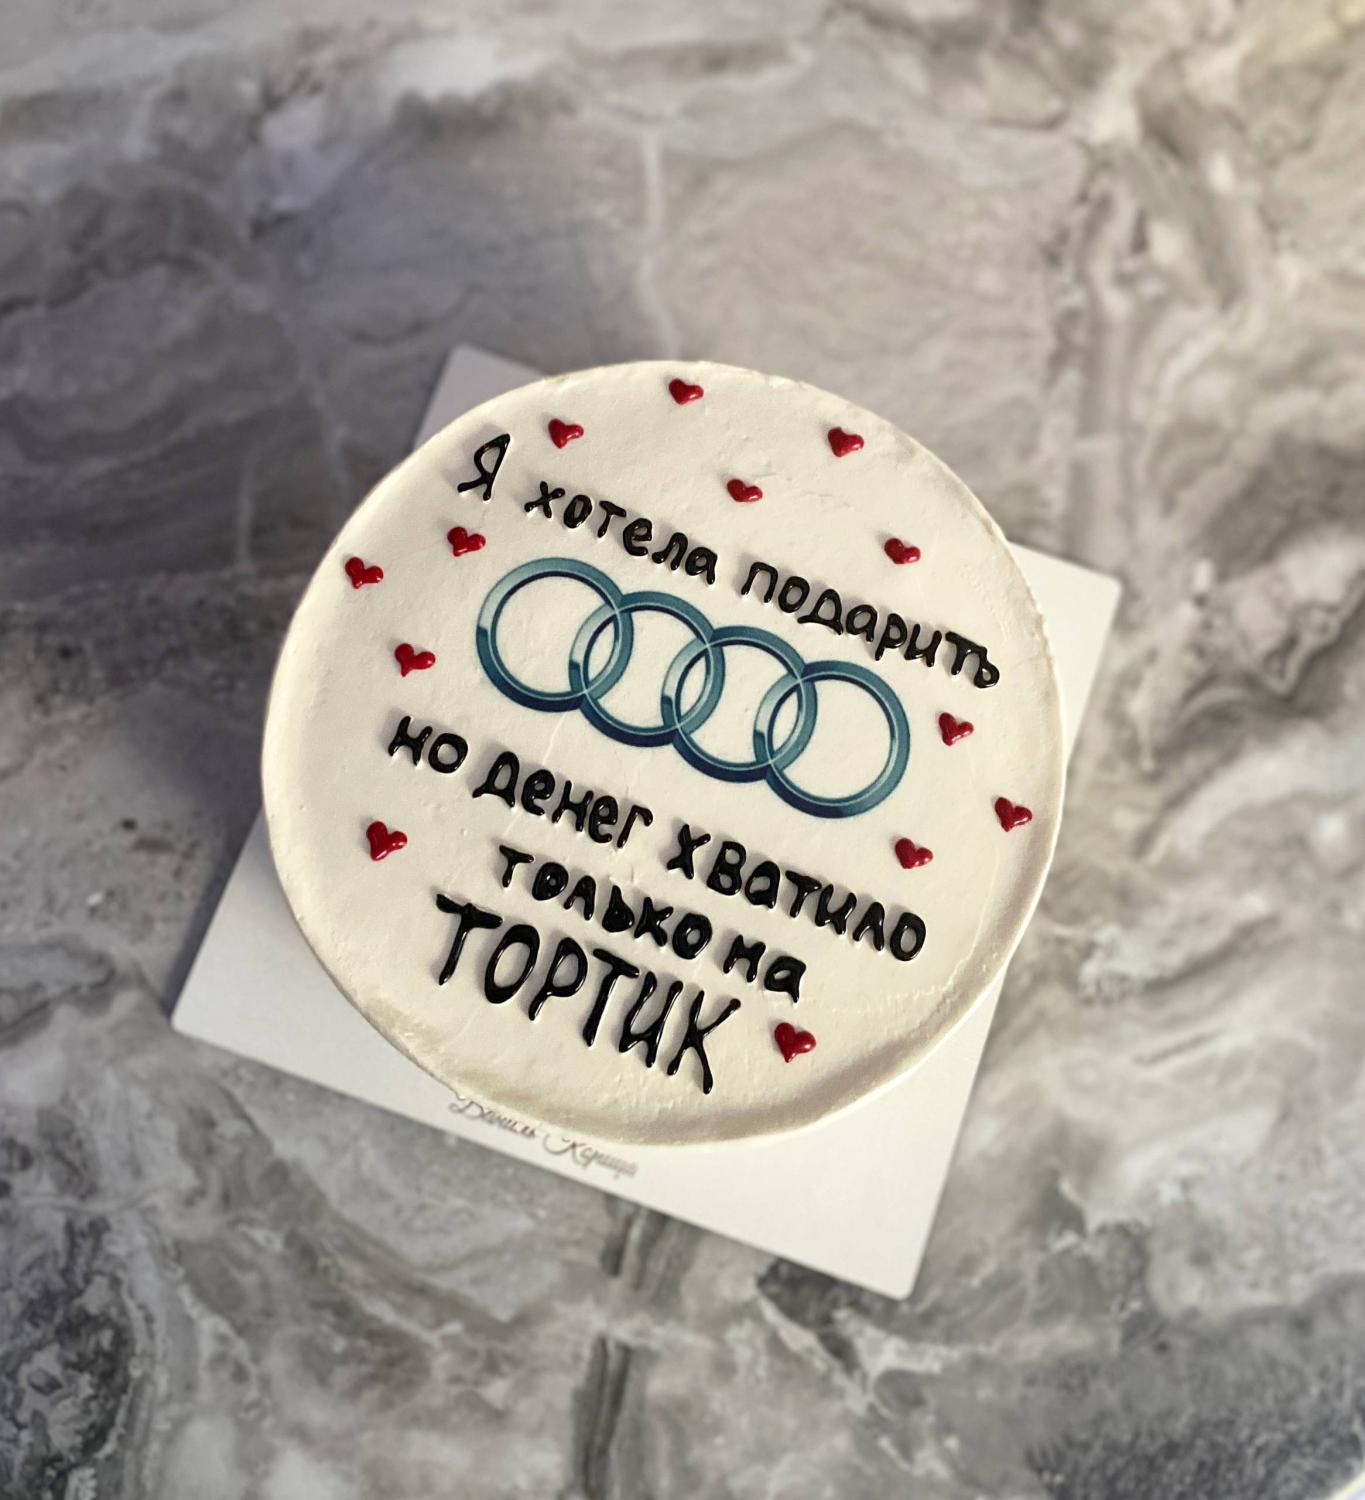 Я хотела подарить
но денег хватило
только на
ТОРТИК